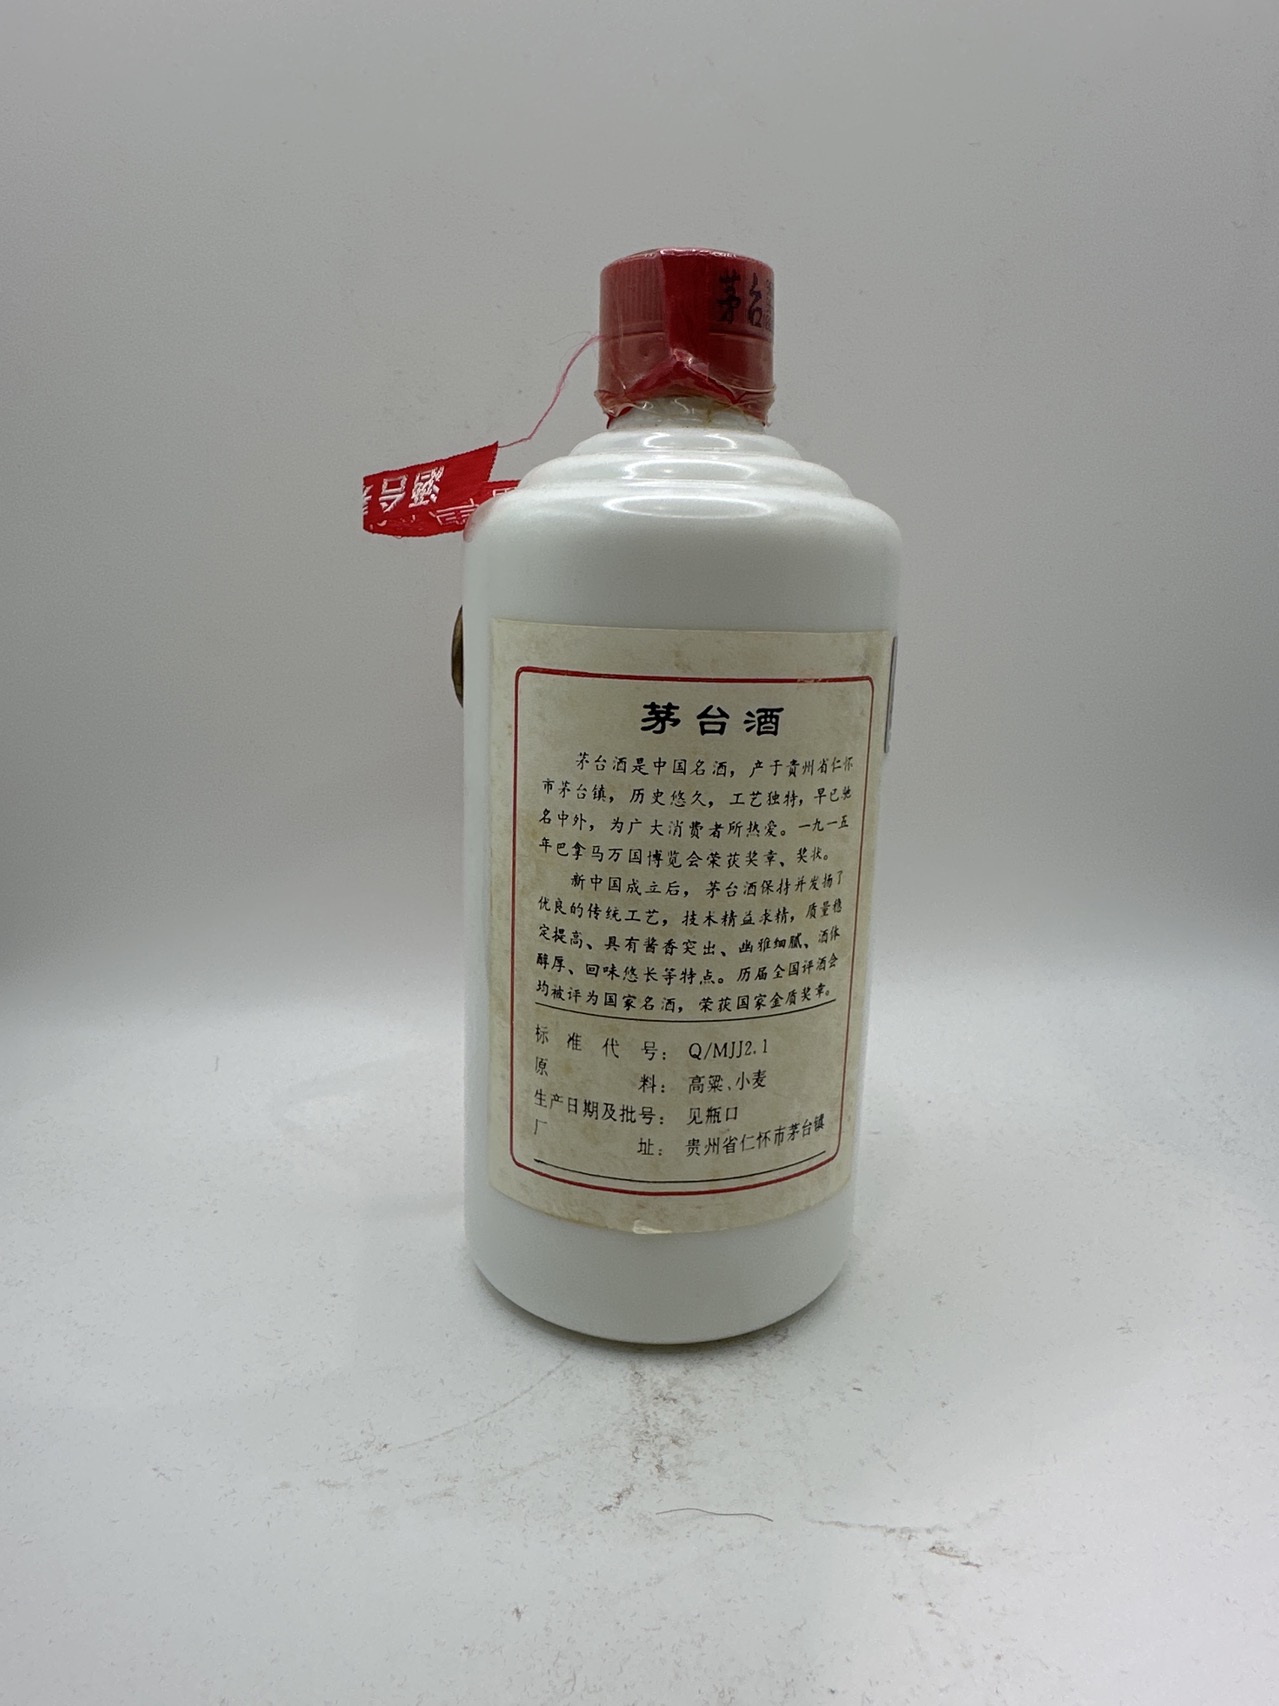 茅台
酒台
茅台酒
茅台酒是中国名酒，产于貴州省仁怀
市茅台镇，历史悠久，工艺独特，早已驰
名中外，为广大消费者所热爱。一九一五
年巴拿马万国博览会荣获奖章、奖状。
新中国成立后，茅台酒保持并发扬了
优良的传统工艺，技术精益求精，质量稳
定提高、具有酱香突出、幽雅细腻、酒体
醇厚、回味悠长等特点。历届全国评酒会
均被评为国家名酒，荣获国家金质奖章。
标准代号：Q/MJJ2.1
原料：高粱、小麦
生产日期及批号：见瓶口
厂址：贵州省仁怀市茅台镇